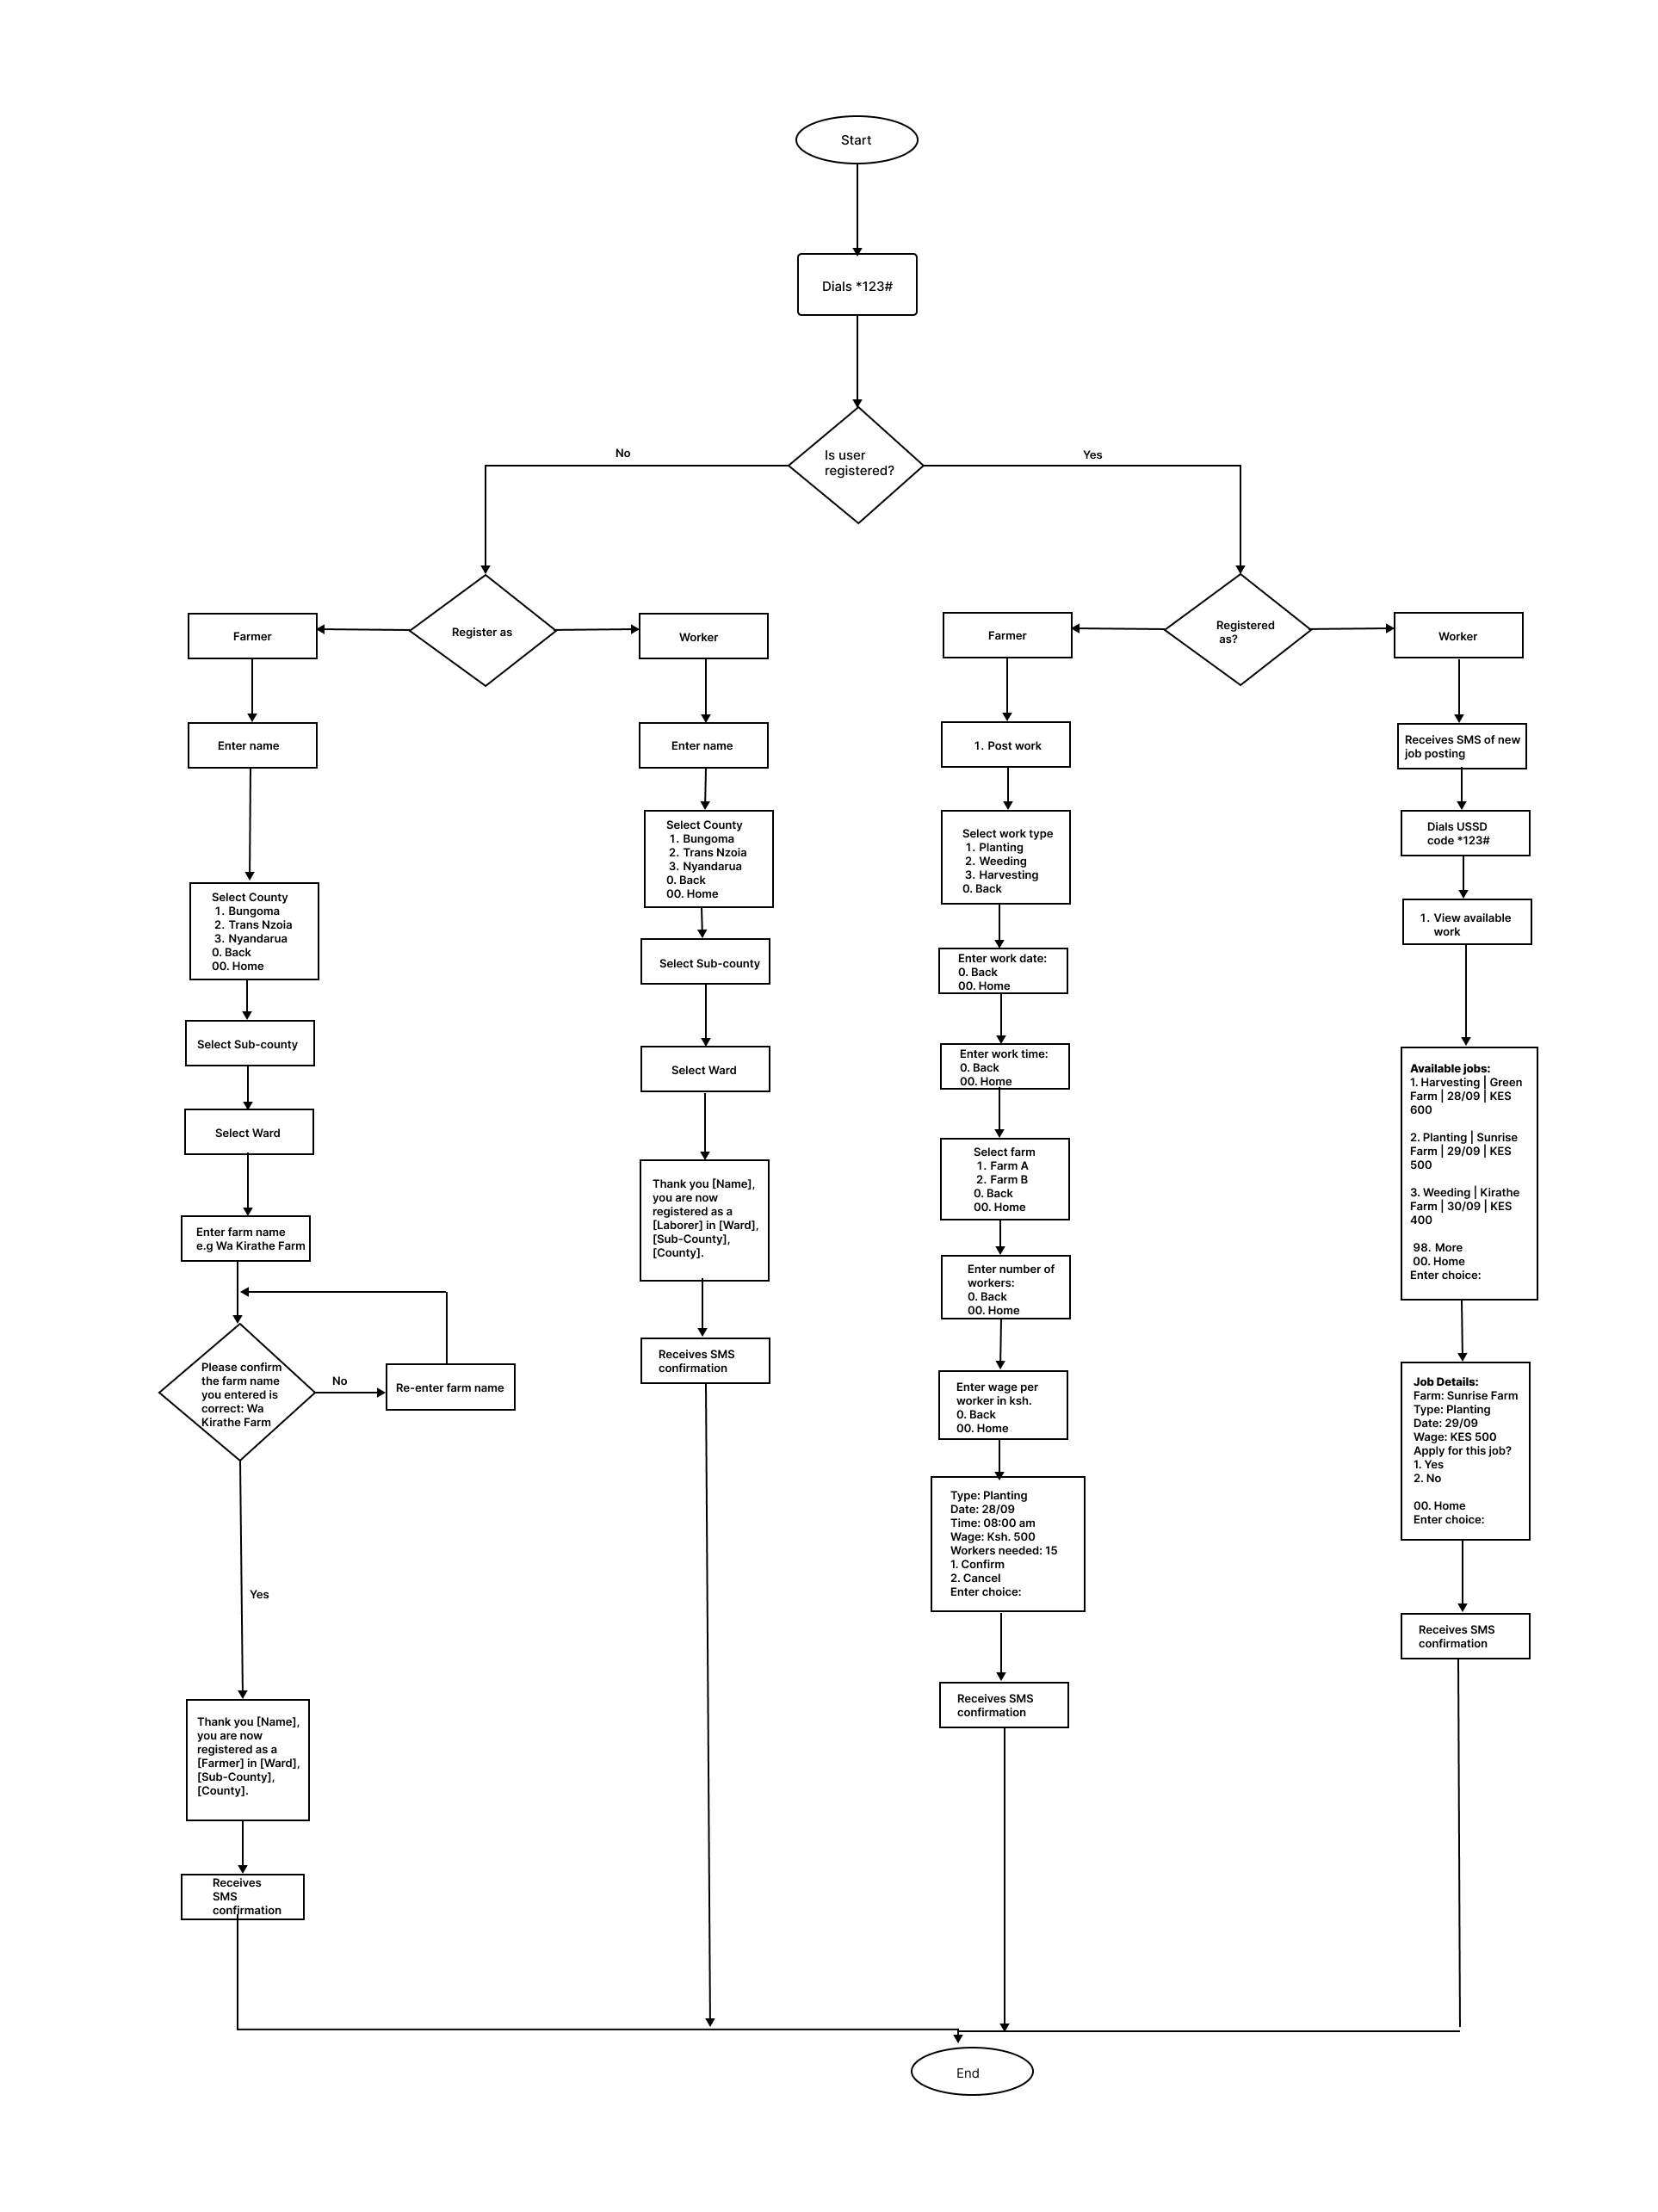 Start
Dials *123#
Is user
registered?
No
Yes
Farmer
Register as
Worker
Farmer
Registered
as?
Worker
Enter name
Select County
1. Bungoma
2. Trans Nzoia
3. Nyandarua
0. Back
00. Home
Select Sub-county
Select Ward
Enter farm name
e.g Wa Kirathe Farm
Please confirm
the farm name
you entered is
correct: Wa
Kirathe Farm
No
Re-enter farm name
Yes
Thank you [Name],
you are now
registered as a
[Farmer] in [Ward],
[Sub-County],
[County].
Receives
SMS
confirmation
Enter name
Select County
1. Bungoma
2. Trans Nzoia
3. Nyandarua
0. Back
00. Home
Select Sub-county
Select Ward
Thank you [Name],
you are now
registered as a
[Laborer] in [Ward],
[Sub-County],
[County].
Receives SMS
confirmation
1. Post work
Select work type
1. Planting
2. Weeding
3. Harvesting
0. Back
Enter work date:
0. Back
00. Home
Enter work time:
0. Back
00. Home
Select farm
1. Farm A
2. Farm B
0. Back
00. Home
Enter number of
workers:
0. Back
00. Home
Enter wage per
worker in ksh.
0. Back
00. Home
Type: Planting
Date: 28/09
Time: 08:00 am
Wage: Ksh. 500
Workers needed: 15
1. Confirm
2. Cancel
Enter choice:
Receives SMS
confirmation
Receives SMS of new
job posting
Dials USSD
code *123#
1. View available
work
Available jobs:
1. Harvesting | Green
Farm | 28/09 | KES
600
2. Planting | Sunrise
Farm | 29/09 | KES
500
3. Weeding | Kirathe
Farm | 30/09 | KES
400
98. More
00. Home
Enter choice:
Job Details:
Farm: Sunrise Farm
Type: Planting
Date: 29/09
Wage: KES 500
Apply for this job?
1. Yes
2. No
00. Home
Enter choice:
Receives SMS
confirmation
End